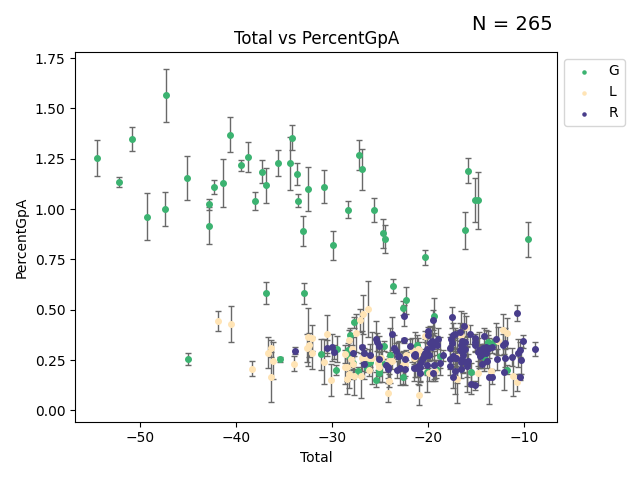 N = 265
Total vs PercentGpA
G
L
R
1.75
1.50
1.25
1.00
0.75
0.50
0.25
0.00
PercentGpA
−50
−40
−30
−20
−10
Total